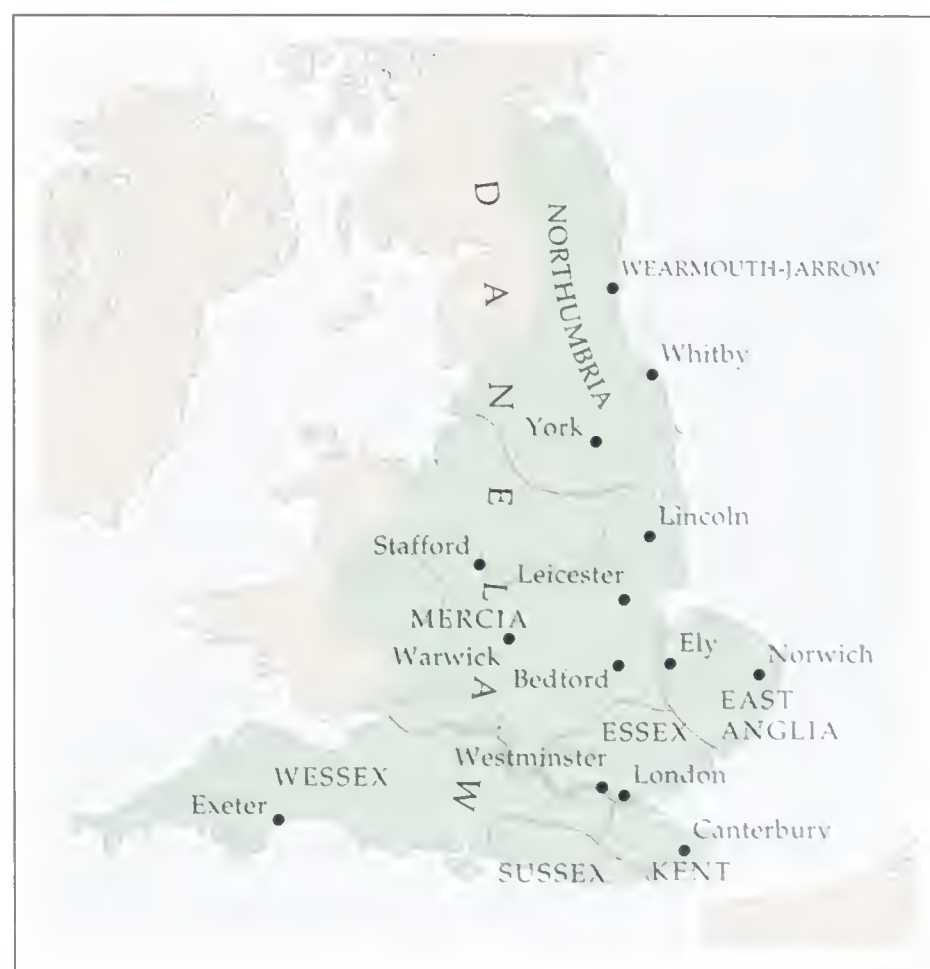 DANELAW
NORTHUMBRIA
WEARMOUTH-JARROW
Whitby
York
Lincoln
Stafford
Leicester
MERCIA
Warwick
Ely
Bedford
Norwich
EAST
ANGLIA
ESSEX
Westminster
WESSEX
London
Exeter
Canterbury
SUSSEX
KENT